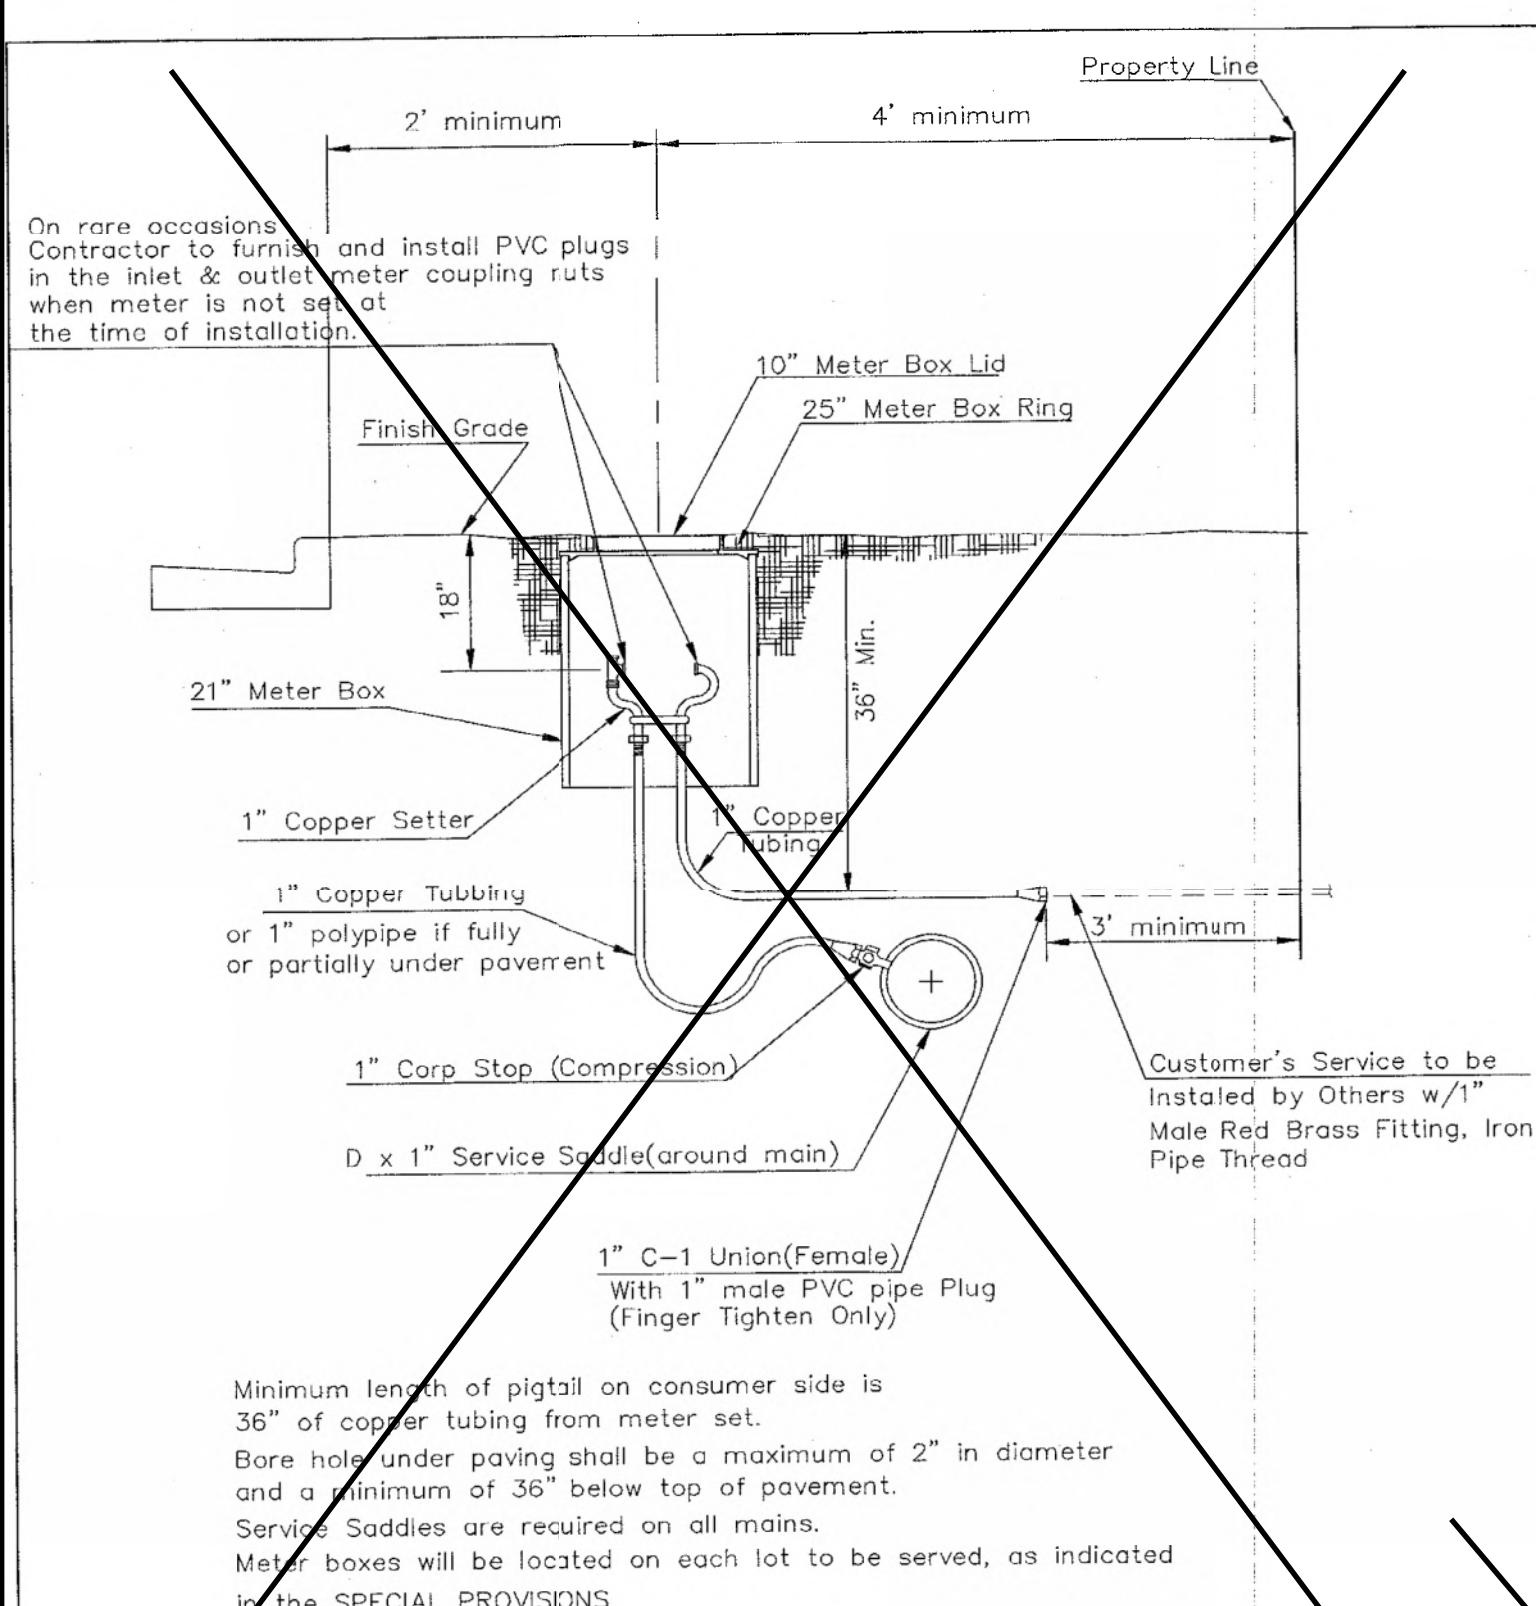 Property Line
2' minimum
4' minimum
On rare occasions
Contractor to furnish and install PVC plugs
in the inlet & outlet meter coupling ruts
when meter is not set at
the time of installation.
10" Meter Box Lid
25" Meter Box Ring
Finish Grade
18"
36" Min.
21" Meter Box
1" Copper Setter
1" Copper
Tubing
1" Copper Tubbing
or 1" polypipe if fully
or partially under pavement
3' minimum
1" Corp Stop (Compression)
Customer's Service to be
Instaled by Others w/1"
Male Red Brass Fitting, Iron
Pipe Thread
D x 1" Service Saddle(around main)
1" C-1 Union(Female)
With 1" male PVC pipe Plug
(Finger Tighten Only)
Minimum length of pigtail on consumer side is
36" of copper tubing from meter set.
Bore hole under paving shall be a maximum of 2" in diameter
and a minimum of 36" below top of pavement.
Service Saddles are required on all mains.
Meter boxes will be located on each lot to be served, as indicated
in the SPECIAL PROVISIONS